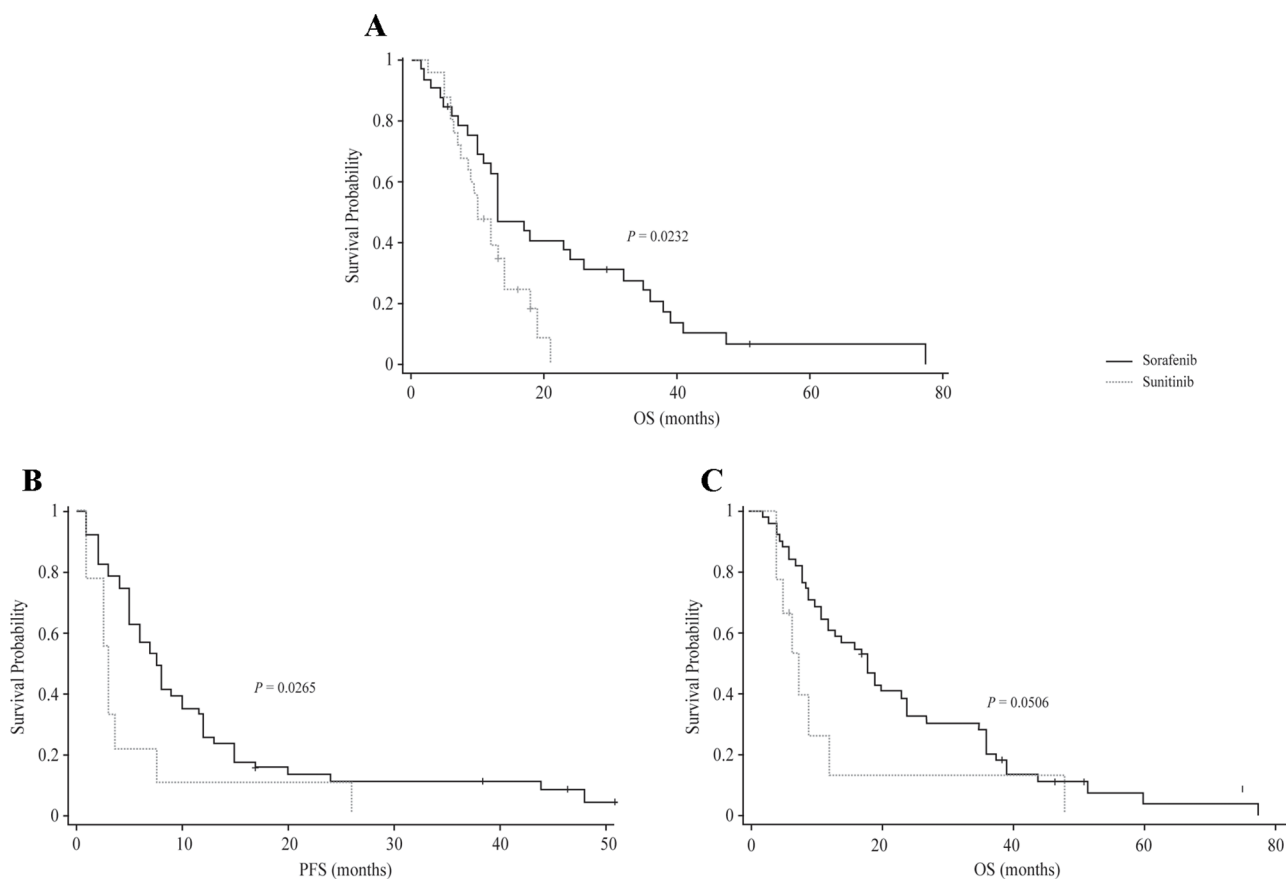 A
1
0.8
0.6
0.4
0.2
0
Survival Probability
P = 0.0232
0 20 40 60 80
OS (months)
Sorafenib
Sunitinib
B
1
0.8
0.6
0.4
0.2
0
Survival Probability
P = 0.0265
0 10 20 30 40 50
PFS (months)
C
1
0.8
0.6
0.4
0.2
0
Survival Probability
P = 0.0506
0 20 40 60 80
OS (months)